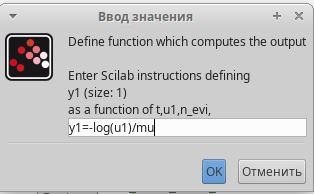 Ввод значения
Define function which computes the output
Enter Scilab instructions defining
y1 (size: 1)
as a function of t,u1,n_evi,
y1=-log(u1)/mu
OK
Отменить